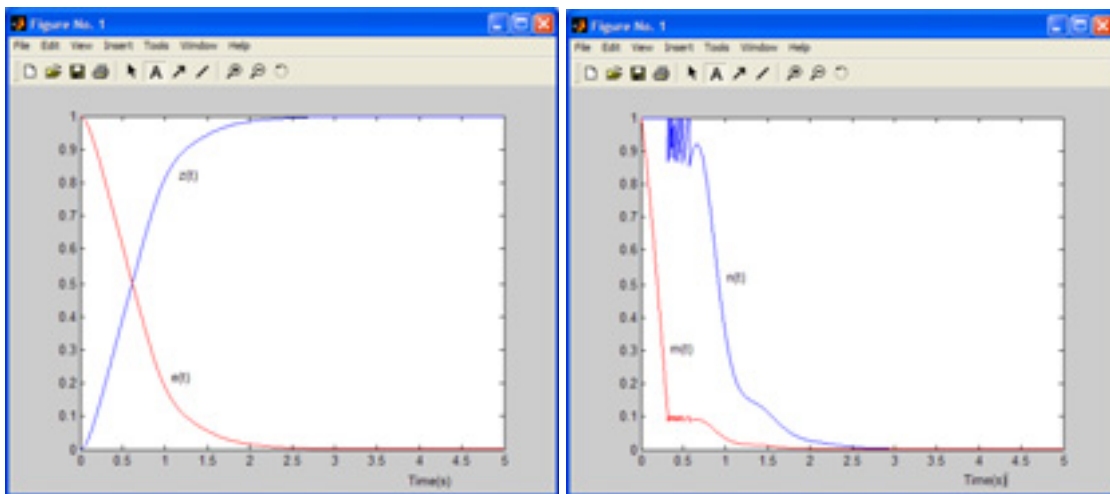 Figure No. 1
File Edit View Insert Tools Window Help
1
0.9
0.8
0.7
0.6
0.5
0.4
0.3
0.2
0.1
0
z(t)
e(t)
0 0.5 1 1.5 2 2.5 3 3.5 4 4.5 5
Time(s)
Figure No. 1
File Edit View Insert Tools Window Help
1
0.9
0.8
0.7
0.6
0.5
0.4
0.3
0.2
0.1
0
n(t)
m(t)
0 0.5 1 1.5 2 2.5 3 3.5 4 4.5 5
Time(s)